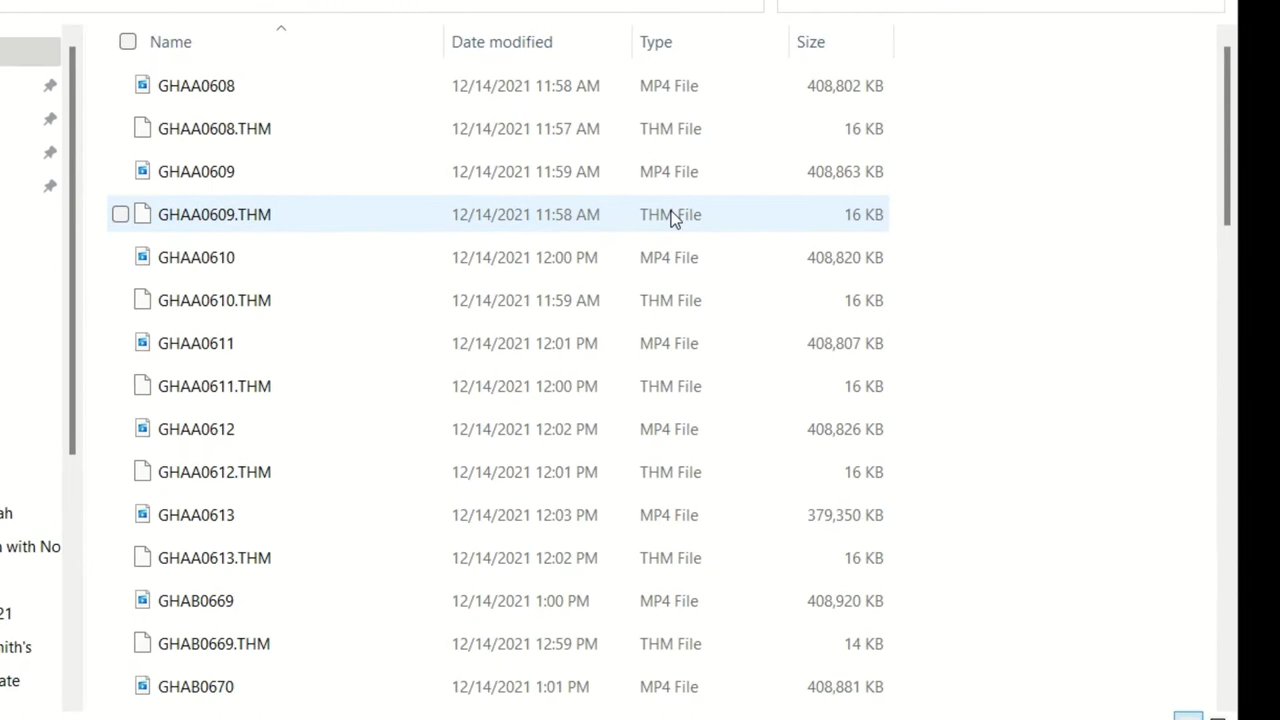 Name Date modified Type Size
GHAA0608 12/14/2021 11:58 AM MP4 File 408,802 KB
GHAA0608.THM 12/14/2021 11:57 AM THM File 16 KB
GHAA0609 12/14/2021 11:59 AM MP4 File 408,863 KB
GHAA0609.THM 12/14/2021 11:58 AM THM File 16 KB
GHAA0610 12/14/2021 12:00 PM MP4 File 408,820 KB
GHAA0610.THM 12/14/2021 11:59 AM THM File 16 KB
GHAA0611 12/14/2021 12:01 PM MP4 File 408,807 KB
GHAA0611.THM 12/14/2021 12:00 PM THM File 16 KB
GHAA0612 12/14/2021 12:02 PM MP4 File 408,826 KB
GHAA0612.THM 12/14/2021 12:01 PM THM File 16 KB
GHAA0613 12/14/2021 12:03 PM MP4 File 379,350 KB
GHAA0613.THM 12/14/2021 12:02 PM THM File 16 KB
GHAB0669 12/14/2021 1:00 PM MP4 File 408,920 KB
GHAB0669.THM 12/14/2021 12:59 PM THM File 14 KB
GHAB0670 12/14/2021 1:01 PM MP4 File 408,881 KB
ah
with No
21
nith's
ate